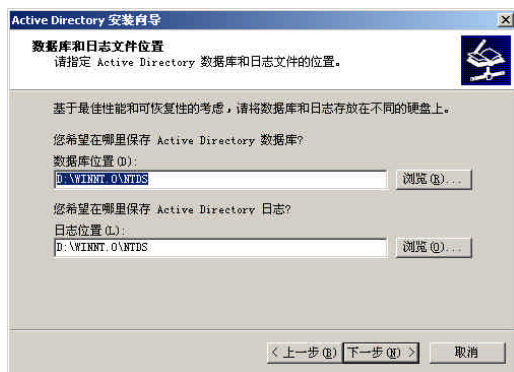 Active Directory 安装向导
数据库和日志文件位置
请指定 Active Directory 数据库和日志文件的位置。
基于最佳性能和可恢复性的考虑，请将数据库和日志存放在不同的硬盘上。
您希望在哪里保存 Active Directory 数据库?
数据库位置(D):
D:\WINNT.0\NTDS
浏览(R)...
您希望在哪里保存 Active Directory 日志?
日志位置(L):
D:\WINNT.0\NTDS
浏览(O)...
< 上一步(B) 下一步(N) > 取消